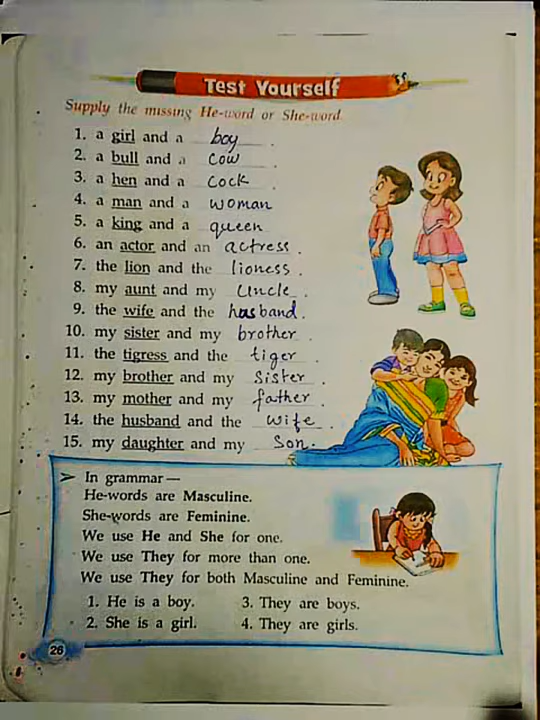 Test Yourself
Supply the missing He-word or She-word.
1. a girl and a boy.
2. a bull and a cow.
3. a hen and a cock.
4. a man and a woman
5. a king and a queen
6. an actor and an actress.
7. the lion and the lioness.
8. my aunt and my Uncle.
9. the wife and the husband.
10. my sister and my brother.
11. the tigress and the tiger.
12. my brother and my Sister.
13. my mother and my father.
14. the husband and the wife.
15. my daughter and my Son.
➤ In grammar —
He-words are Masculine.
She-words are Feminine.
We use He and She for one.
We use They for more than one.
We use They for both Masculine and Feminine.
1. He is a boy. 3. They are boys.
2. She is a girl. 4. They are girls.
26